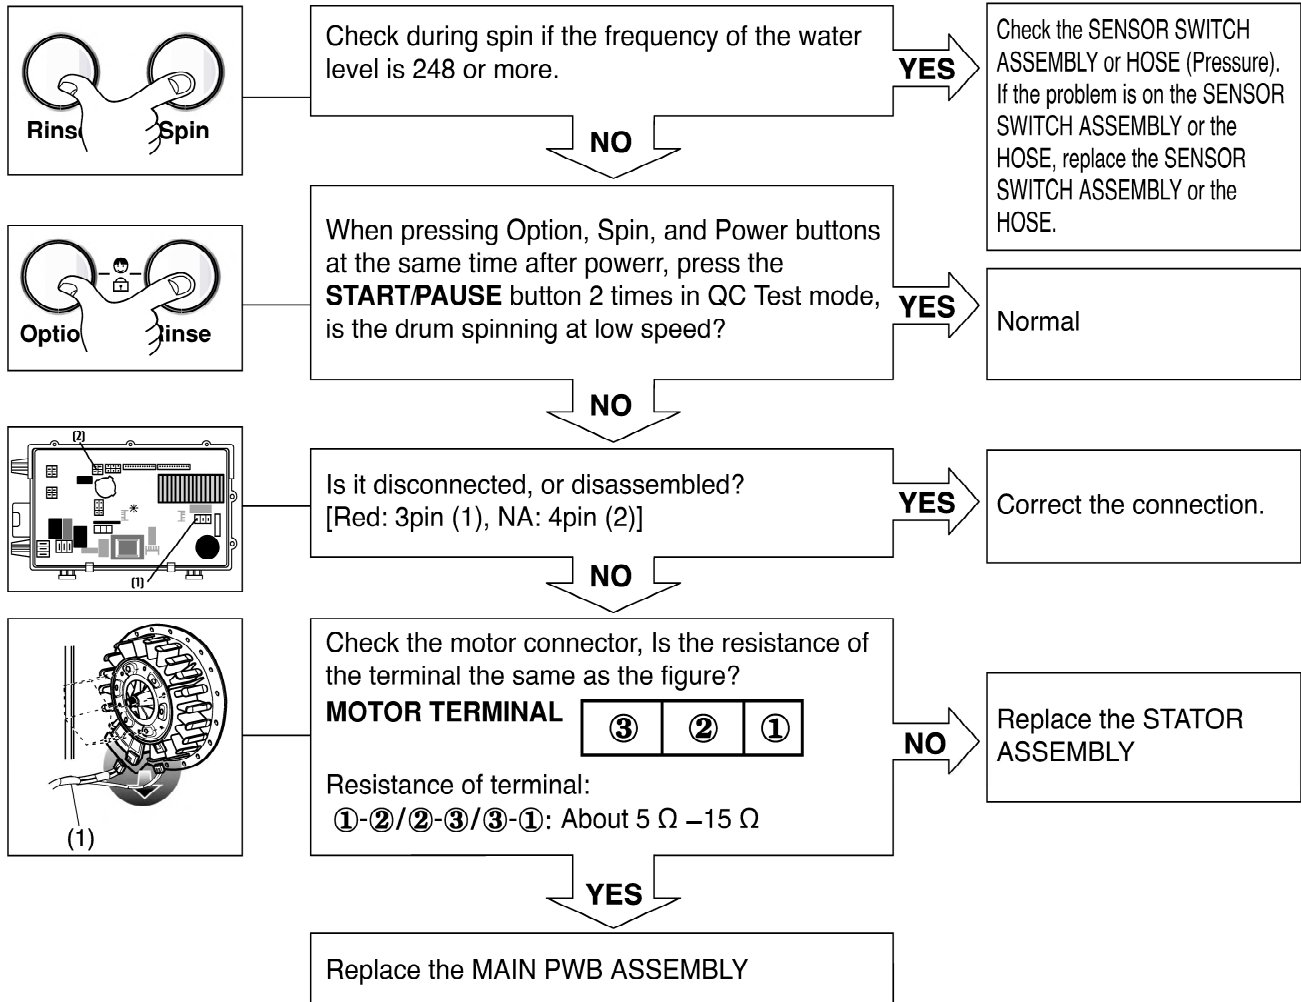 Rins
Spin
Check during spin if the frequency of the water
level is 248 or more.
YES
Check the SENSOR SWITCH
ASSEMBLY or HOSE (Pressure).
If the problem is on the SENSOR
SWITCH ASSEMBLY or the
HOSE, replace the SENSOR
SWITCH ASSEMBLY or the
HOSE.
NO
Optio
inse
When pressing Option, Spin, and Power buttons
at the same time after powerr, press the
START/PAUSE button 2 times in QC Test mode,
is the drum spinning at low speed?
YES
Normal
NO
(2)
(1)
Is it disconnected, or disassembled?
[Red: 3pin (1), NA: 4pin (2)]
YES
Correct the connection.
NO
(1)
Check the motor connector, Is the resistance of
the terminal the same as the figure?
MOTOR TERMINAL ③ ② ①
Resistance of terminal:
①-②/②-③/③-①: About 5 Ω –15 Ω
NO
Replace the STATOR
ASSEMBLY
YES
Replace the MAIN PWB ASSEMBLY